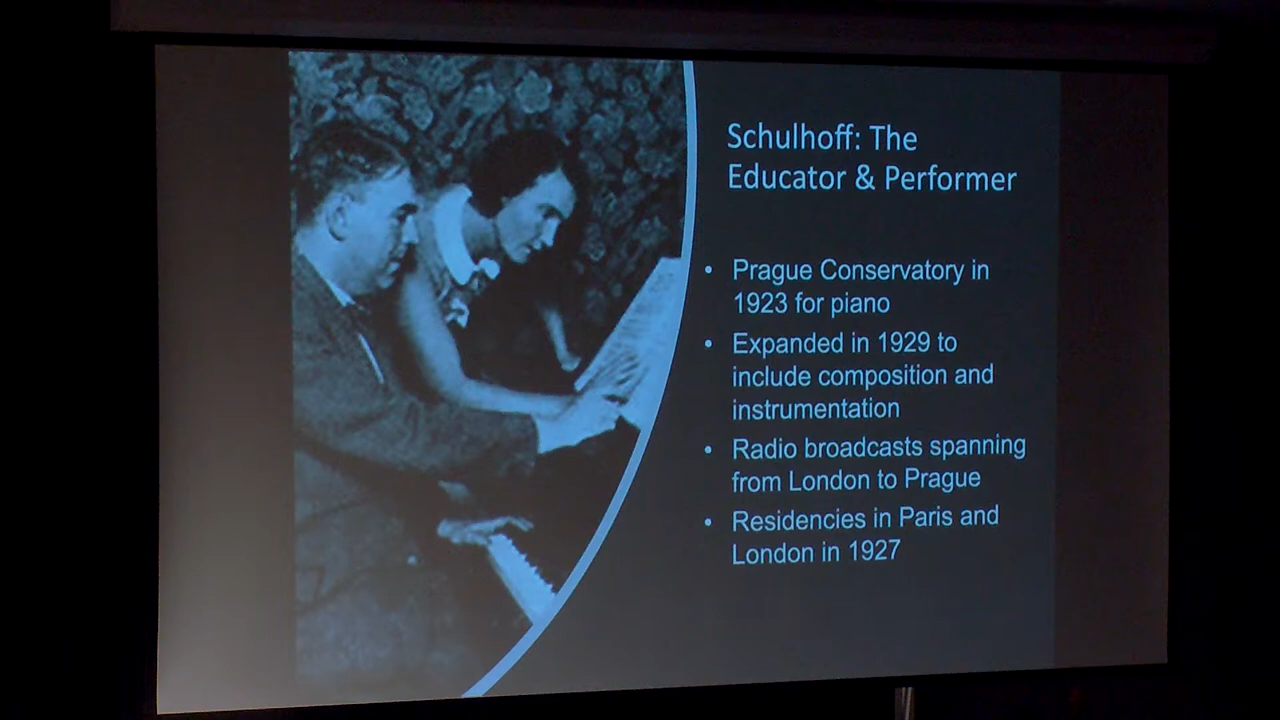 Schulhoff: The
Educator & Performer
• Prague Conservatory in
1923 for piano
• Expanded in 1929 to
include composition and
instrumentation
• Radio broadcasts spanning
from London to Prague
• Residencies in Paris and
London in 1927